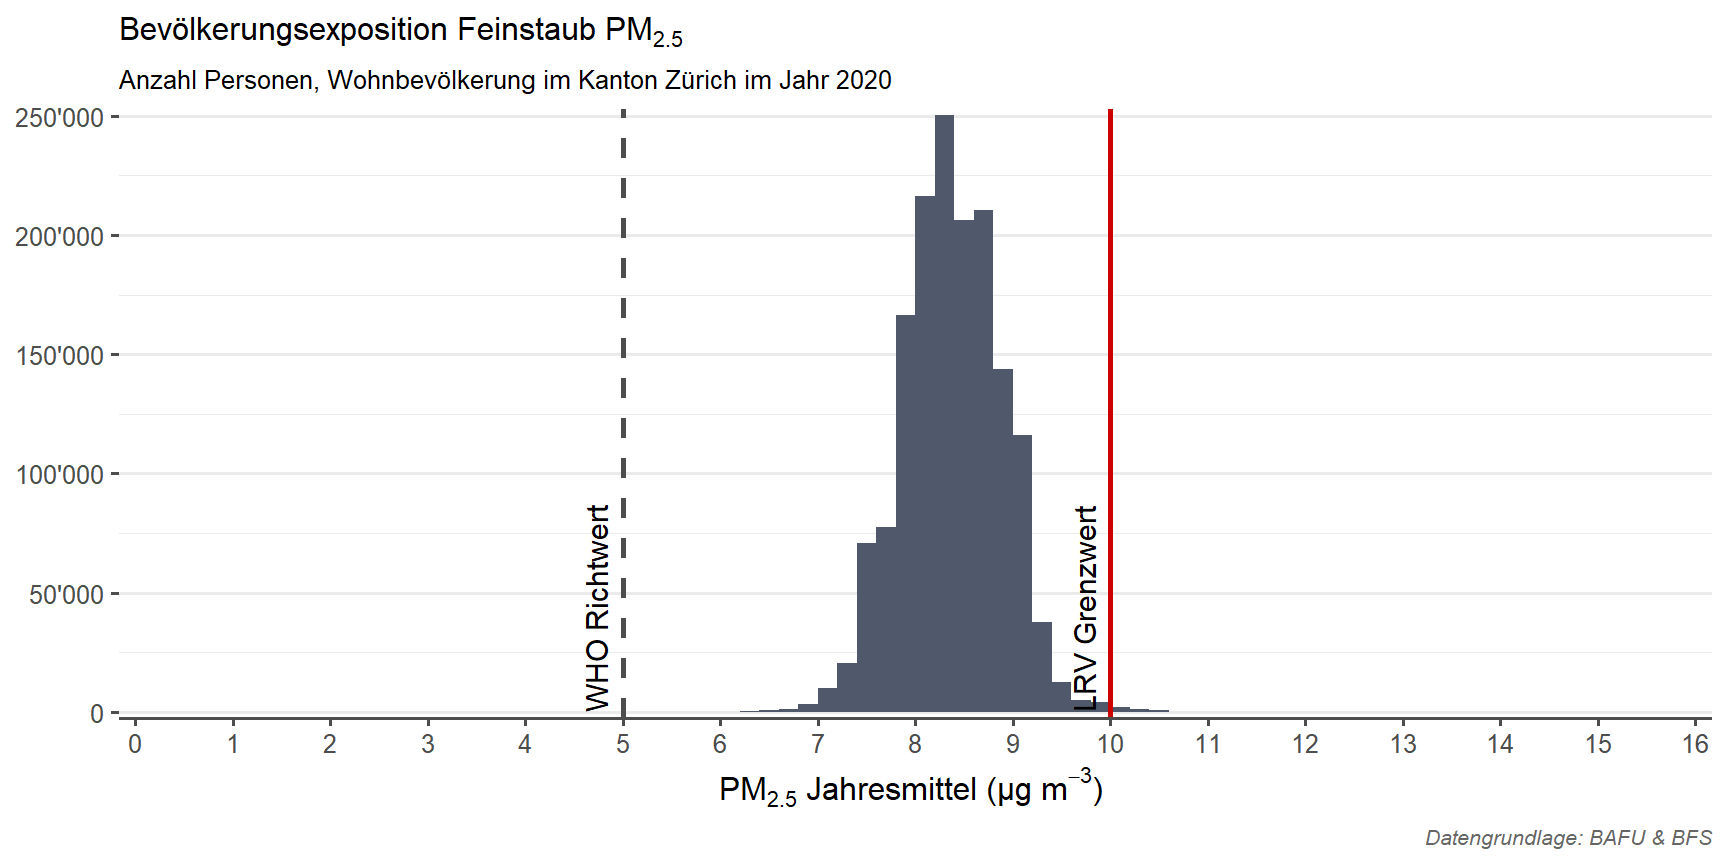 Bevölkerungsexposition Feinstaub PM2.5
Anzahl Personen, Wohnbevölkerung im Kanton Zürich im Jahr 2020
250'000
200'000
150'000
100'000
50'000
0
WHO Richtwert
LRV Grenzwert
0 1 2 3 4 5 6 7 8 9 10 11 12 13 14 15 16
PM2.5 Jahresmittel (µg m−3)
Datengrundlage: BAFU & BFS